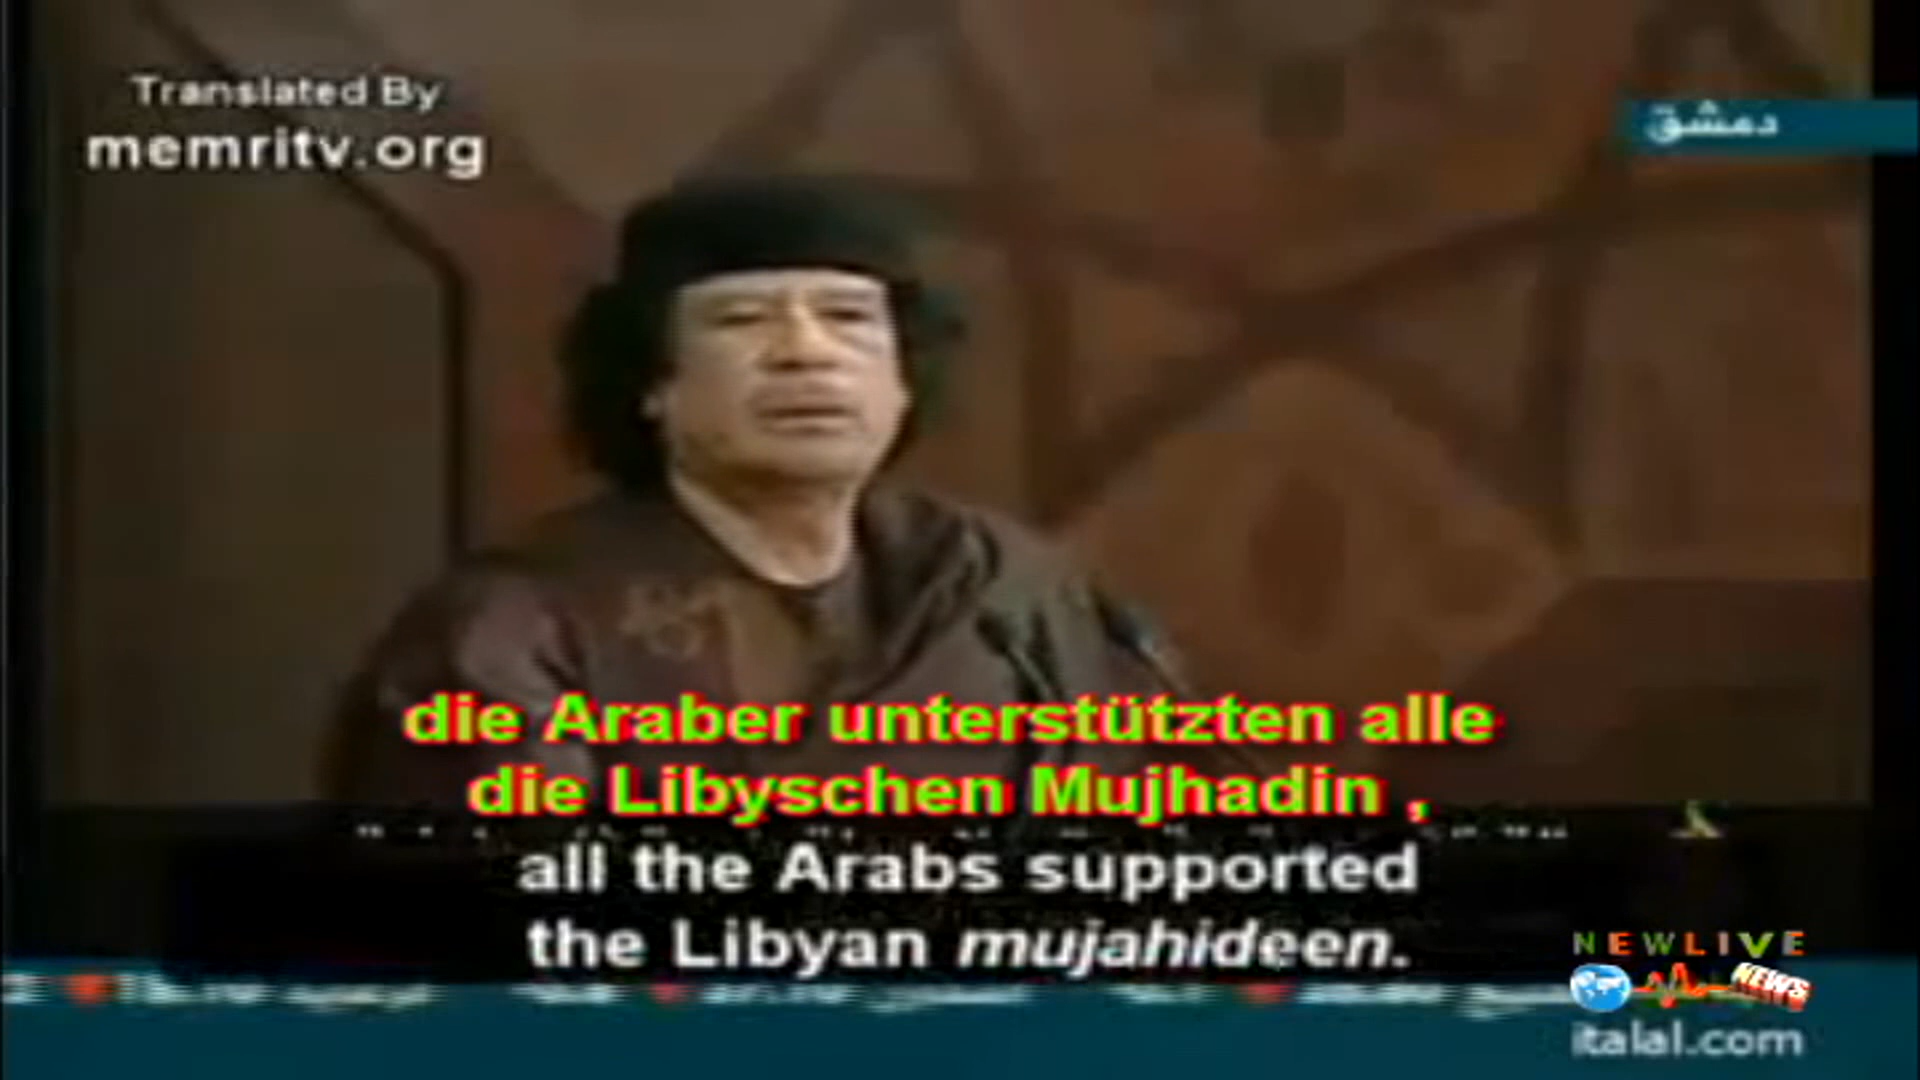 Translated By
memritv.org
دمشق
die Araber unterstützten alle
die Libyschen Mujhadin ,
all the Arabs supported
the Libyan mujahideen.
NEWLIVE
NEWS
italal.com